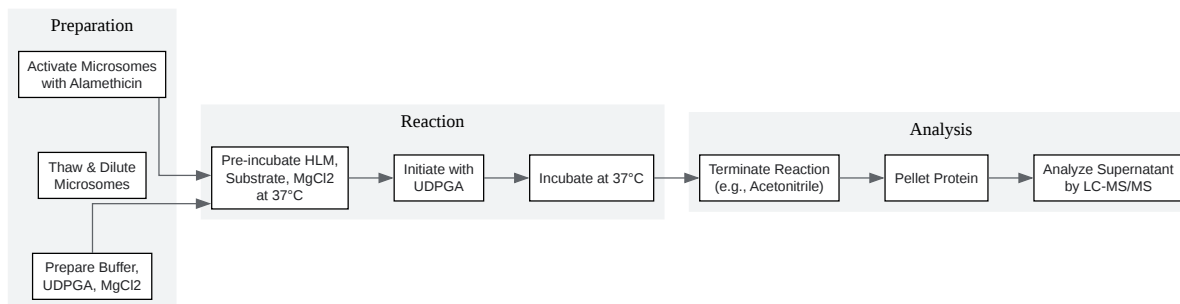 Preparation
Activate Microsomes
with Alamethicin
Thaw & Dilute
Microsomes
Prepare Buffer,
UDPGA, MgCl2
Reaction
Pre-incubate HLM,
Substrate, MgCl2
at 37°C
Initiate with
UDPGA
Incubate at 37°C
Analysis
Terminate Reaction
(e.g., Acetonitrile)
Pellet Protein
Analyze Supernatant
by LC-MS/MS